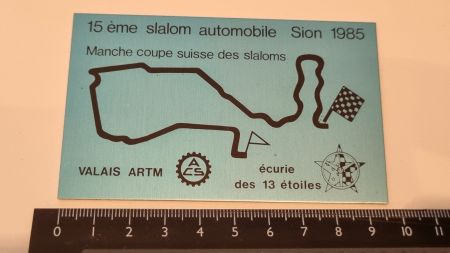 15 ème slalom automobile Sion 1985
Manche coupe suisse des slaloms
VALAIS ARTM
A
CS
écurie
des 13 étoiles
0 1 2 3 4 5 6 7 8 9 10 11